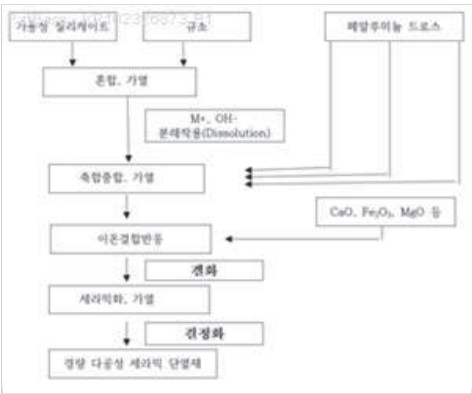 가용성 실리케이트
규소
폐알루미늄 드로스
혼합, 가열
M+, OH-
분해작용(Dissolution)
축합중합, 가열
CaO, Fe₂O₃, MgO 등
이온결합반응
겔화
세라믹화, 가열
결정화
경량 다공성 세라믹 단열재